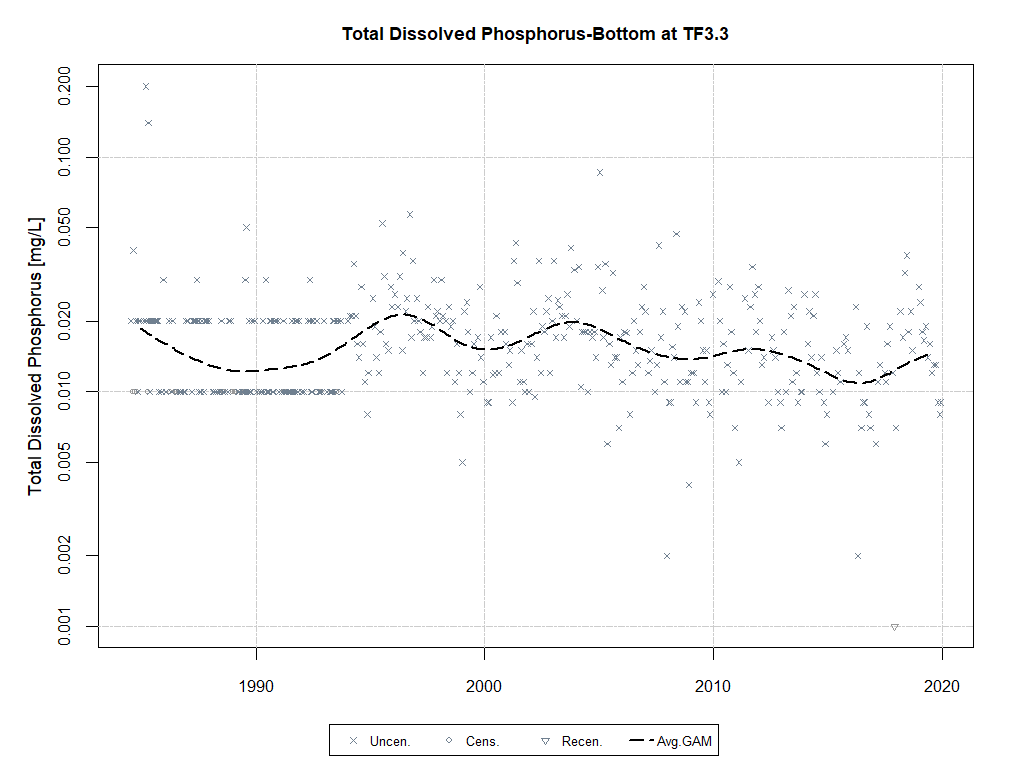 Total Dissolved Phosphorus-Bottom at TF3.3
Total Dissolved Phosphorus [mg/L]
0.200
0.100
0.050
0.020
0.010
0.005
0.002
0.001
1990 2000 2010 2020
Uncen. Cens. Recen. Avg.GAM